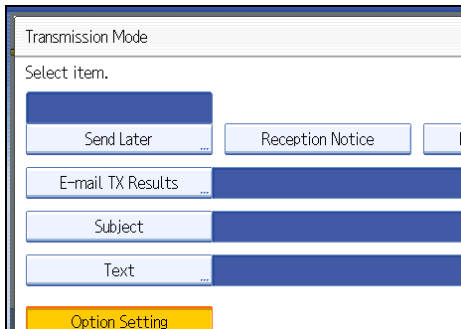 Transmission Mode
Select item.
Send Later ...
Reception Notice
E-mail TX Results ...
Subject
Text ...
Option Setting